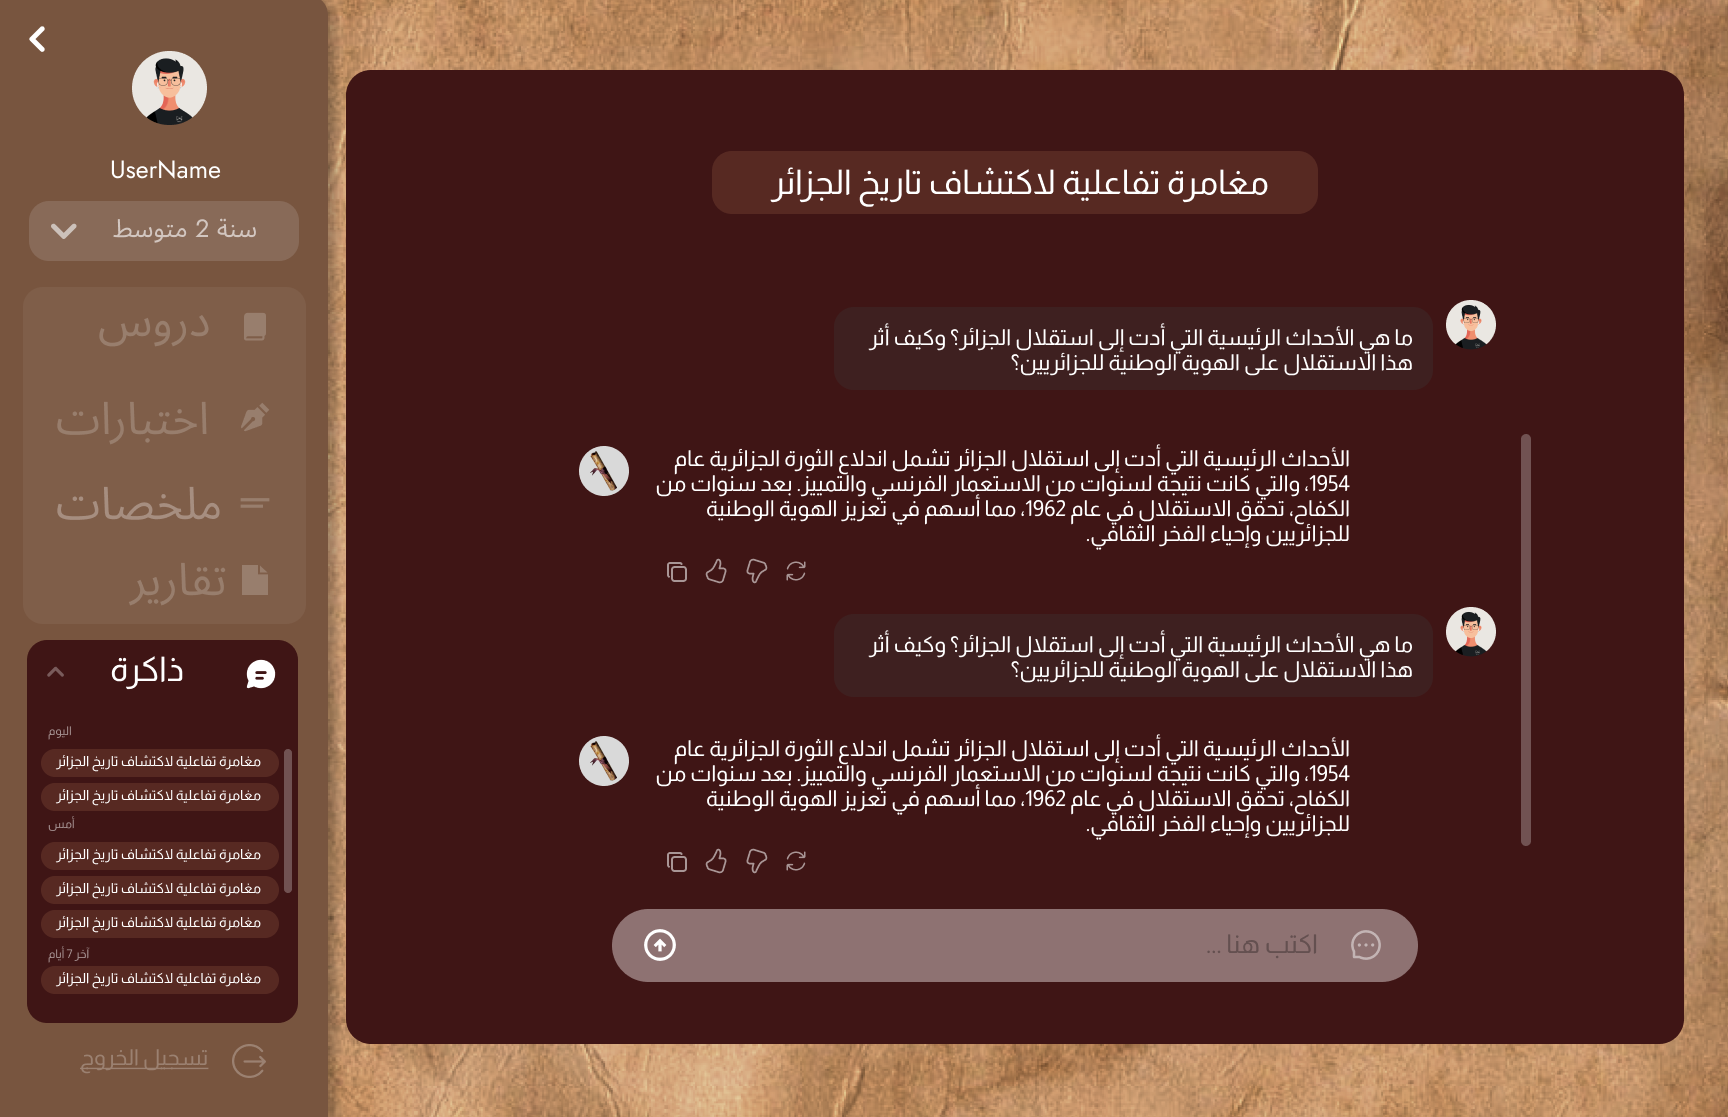 UserName
سنة 2 متوسط
دروس
اختبارات
ملخصات
تقارير
ذاكرة
اليوم
مغامرة تفاعلية لاكتشاف تاريخ الجزائر
مغامرة تفاعلية لاكتشاف تاريخ الجزائر
أمس
مغامرة تفاعلية لاكتشاف تاريخ الجزائر
مغامرة تفاعلية لاكتشاف تاريخ الجزائر
مغامرة تفاعلية لاكتشاف تاريخ الجزائر
آخر 7 أيام
مغامرة تفاعلية لاكتشاف تاريخ الجزائر
تسجيل الخروج
مغامرة تفاعلية لاكتشاف تاريخ الجزائر
ما هي الأحداث الرئيسية التي أدت إلى استقلال الجزائر؟ وكيف أثر
هذا الاستقلال على الهوية الوطنية للجزائريين؟
الأحداث الرئيسية التي أدت إلى استقلال الجزائر تشمل اندلاع الثورة الجزائرية عام
1954، والتي كانت نتيجة لسنوات من الاستعمار الفرنسي والتمييز. بعد سنوات من
الكفاح، تحقق الاستقلال في عام 1962، مما أسهم في تعزيز الهوية الوطنية
للجزائريين وإحياء الفخر الثقافي.
ما هي الأحداث الرئيسية التي أدت إلى استقلال الجزائر؟ وكيف أثر
هذا الاستقلال على الهوية الوطنية للجزائريين؟
الأحداث الرئيسية التي أدت إلى استقلال الجزائر تشمل اندلاع الثورة الجزائرية عام
1954، والتي كانت نتيجة لسنوات من الاستعمار الفرنسي والتمييز. بعد سنوات من
الكفاح، تحقق الاستقلال في عام 1962، مما أسهم في تعزيز الهوية الوطنية
للجزائريين وإحياء الفخر الثقافي.
اكتب هنا ...